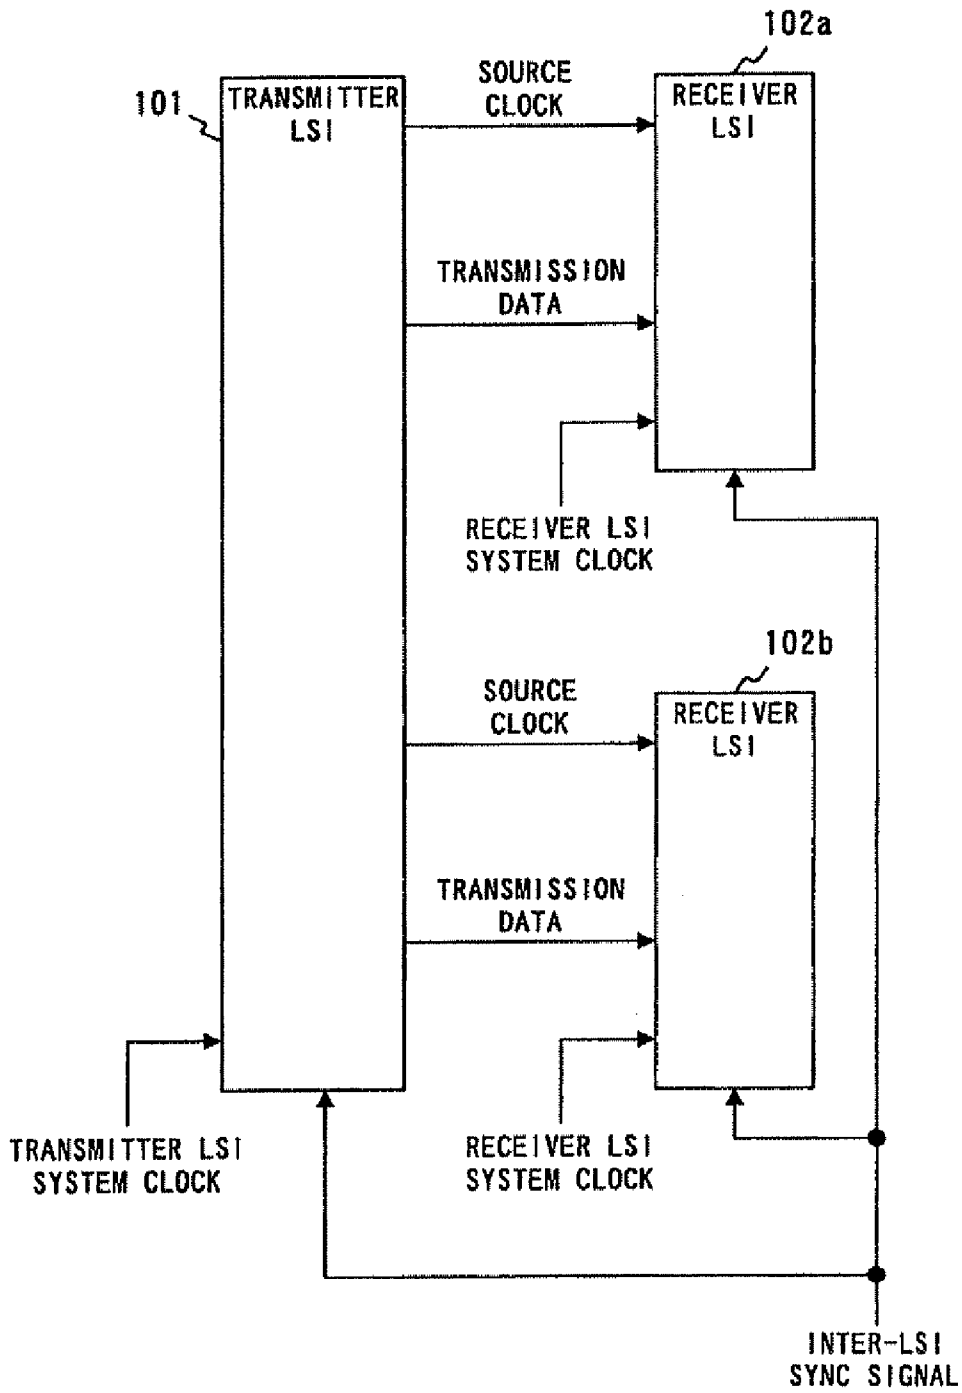 102a
101
TRANSMITTER
LSI
SOURCE
CLOCK
RECEIVER
LSI
TRANSMISSION
DATA
RECEIVER LSI
SYSTEM CLOCK
102b
SOURCE
CLOCK
RECEIVER
LSI
TRANSMISSION
DATA
TRANSMITTER LSI
SYSTEM CLOCK
RECEIVER LSI
SYSTEM CLOCK
INTER-LSI
SYNC SIGNAL